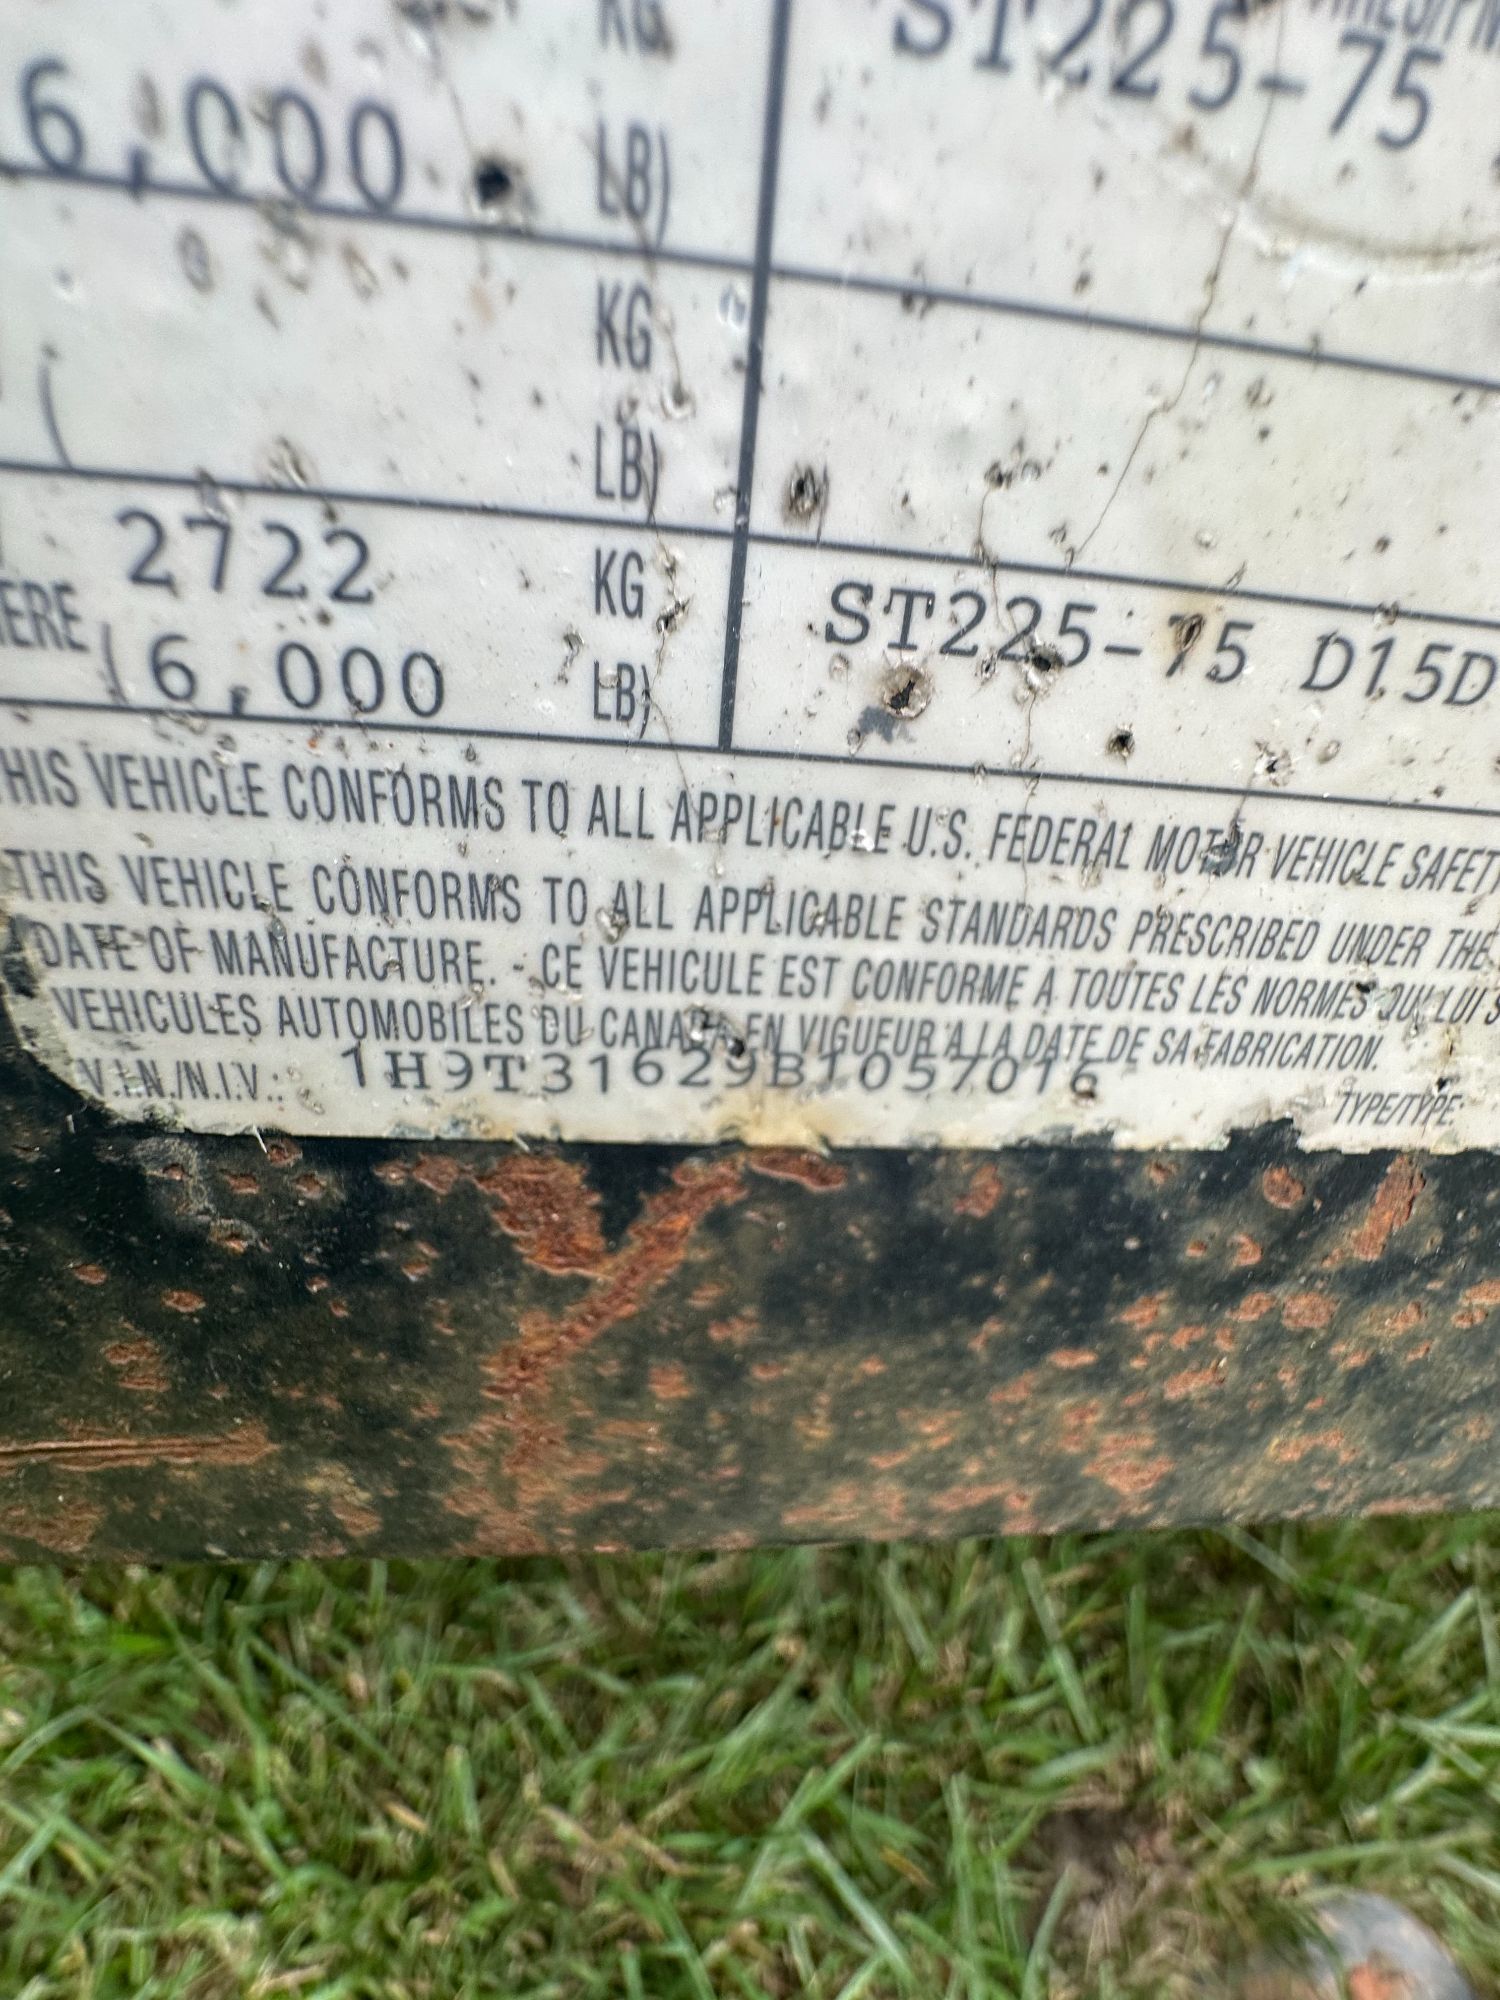 KG ST225-75
6,000 LB)
KG
( LB)
2722 KG ST225-75 D15D
(6,000 LB)
THIS VEHICLE CONFORMS TO ALL APPLICABLE U.S. FEDERAL MOTOR VEHICLE SAFETY
THIS VEHICLE CONFORMS TO ALL APPLICABLE STANDARDS PRESCRIBED UNDER THE
DATE OF MANUFACTURE. - CE VEHICULE EST CONFORME A TOUTES LES NORMES QUI LUI S
VEHICULES AUTOMOBILES DU CANADA EN VIGUEUR A LA DATE DE SA FABRICATION.
V.I.N./N.I.V.: 1H9T31629B1057016 TYPE/TYPE: